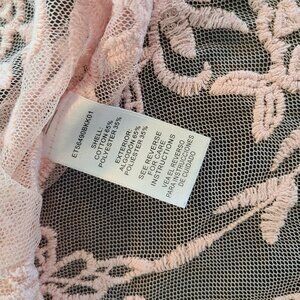 ET56490BKK01
SHELL:
COTTON 65%
POLYESTER 35%
EXTERIOR:
ALGODON 65%
POLIESTER 35%
SEE REVERSE
FOR CARE
INSTRUCTIONS
VEA EL REVERSO
PARA INSTRUCCIONES
DE CUIDADO